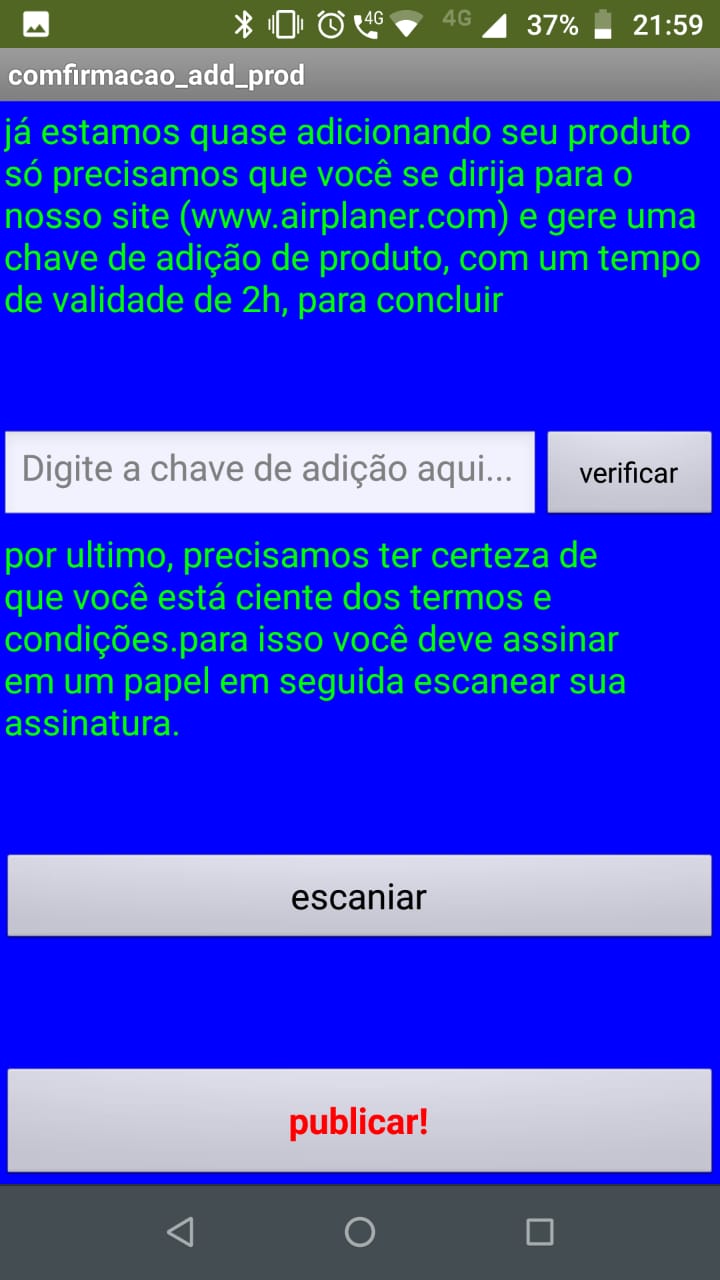 4G 4G 37% 21:59
comfirmacao_add_prod
já estamos quase adicionando seu produto
só precisamos que você se dirija para o
nosso site (www.airplaner.com) e gere uma
chave de adição de produto, com um tempo
de validade de 2h, para concluir
Digite a chave de adição aqui...
verificar
por ultimo, precisamos ter certeza de
que você está ciente dos termos e
condições.para isso você deve assinar
em um papel em seguida escanear sua
assinatura.
escaniar
publicar!